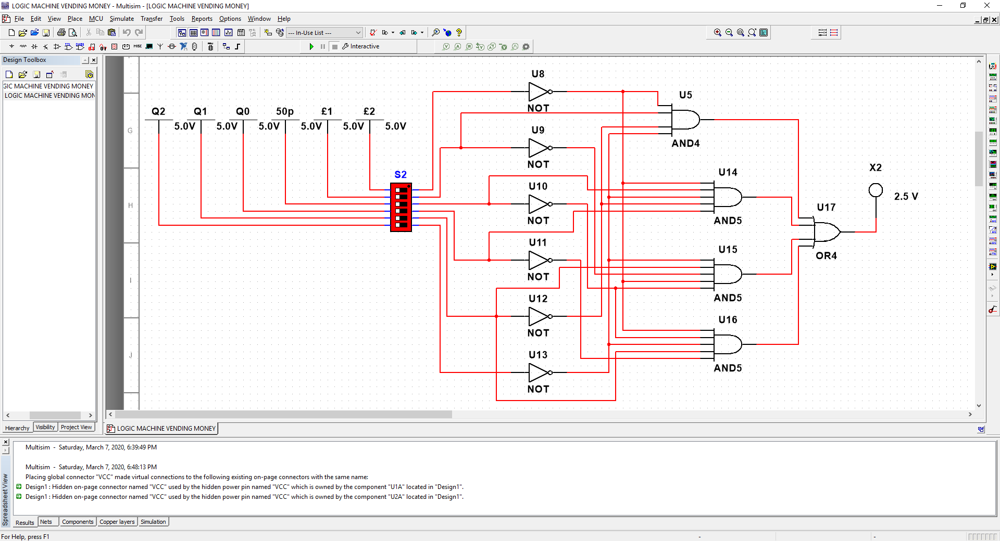 LOGIC MACHINE VENDING MONEY - Multisim - [LOGIC MACHINE VENDING MONEY]
File Edit View Place MCU Simulate Transfer Tools Reports Options Window Help
--- In-Use List ---
Interactive
Design Toolbox
GIC MACHINE VENDING MONEY
LOGIC MACHINE VENDING MON
Hierarchy Visibility Project View
G
H
I
J
Q2 Q1 Q0 50p £1 £2
5.0V 5.0V 5.0V 5.0V 5.0V 5.0V
S2
U8
NOT
U9
NOT
U10
NOT
U11
NOT
U12
NOT
U13
NOT
U5
AND4
U14
AND5
U15
AND5
U16
AND5
U17
OR4
X2
2.5 V
LOGIC MACHINE VENDING MONEY
Spreadsheet View
Multisim - Saturday, March 7, 2020, 6:39:49 PM
Multisim - Saturday, March 7, 2020, 6:48:13 PM
Placing global connector "VCC" made virtual connections to the following existing on-page connectors with the same name:
Design1 : Hidden on-page connector named "VCC" used by the hidden power pin named "VCC" which is owned by the component "U1A" located in "Design1".
Design1 : Hidden on-page connector named "VCC" used by the hidden power pin named "VCC" which is owned by the component "U2A" located in "Design1".
Results Nets Components Copper layers Simulation
For Help, press F1